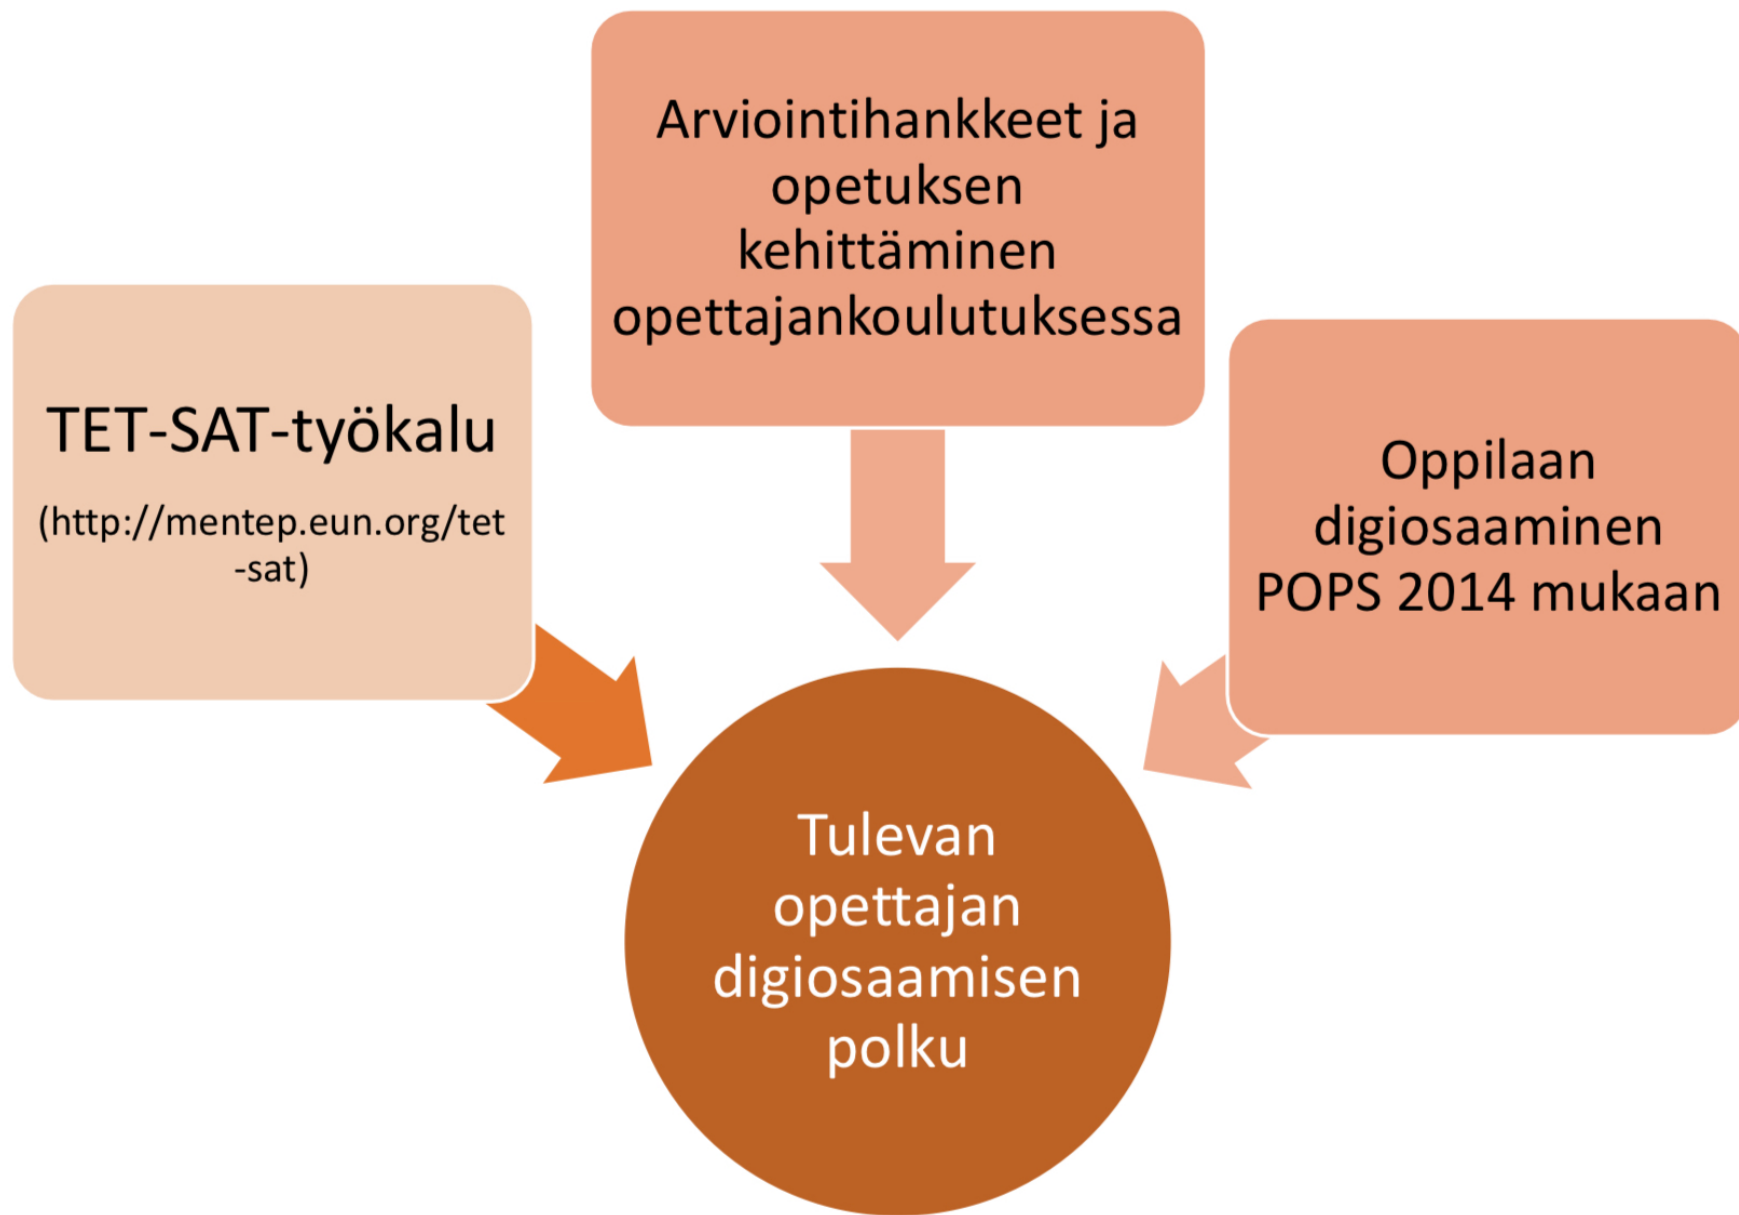 Arviointihankkeet ja
opetuksen
kehittäminen
opettajankoulutuksessa
TET-SAT-työkalu
(http://mentep.eun.org/tet
-sat)
Oppilaan
digiosaaminen
POPS 2014 mukaan
Tulevan
opettajan
digiosaamisen
polku